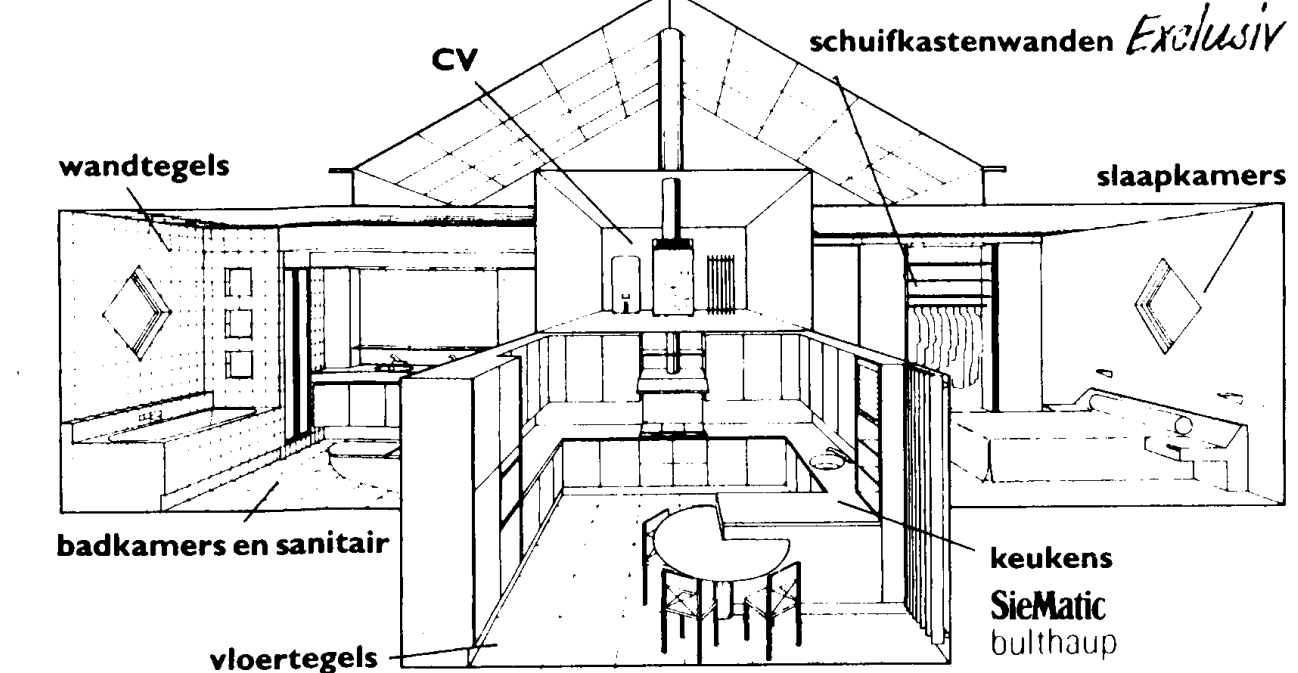 schuifkastenwanden Exclusiv
CV
wandtegels
slaapkamers
badkamers en sanitair
keukens
SieMatic
bulthaup
vloertegels